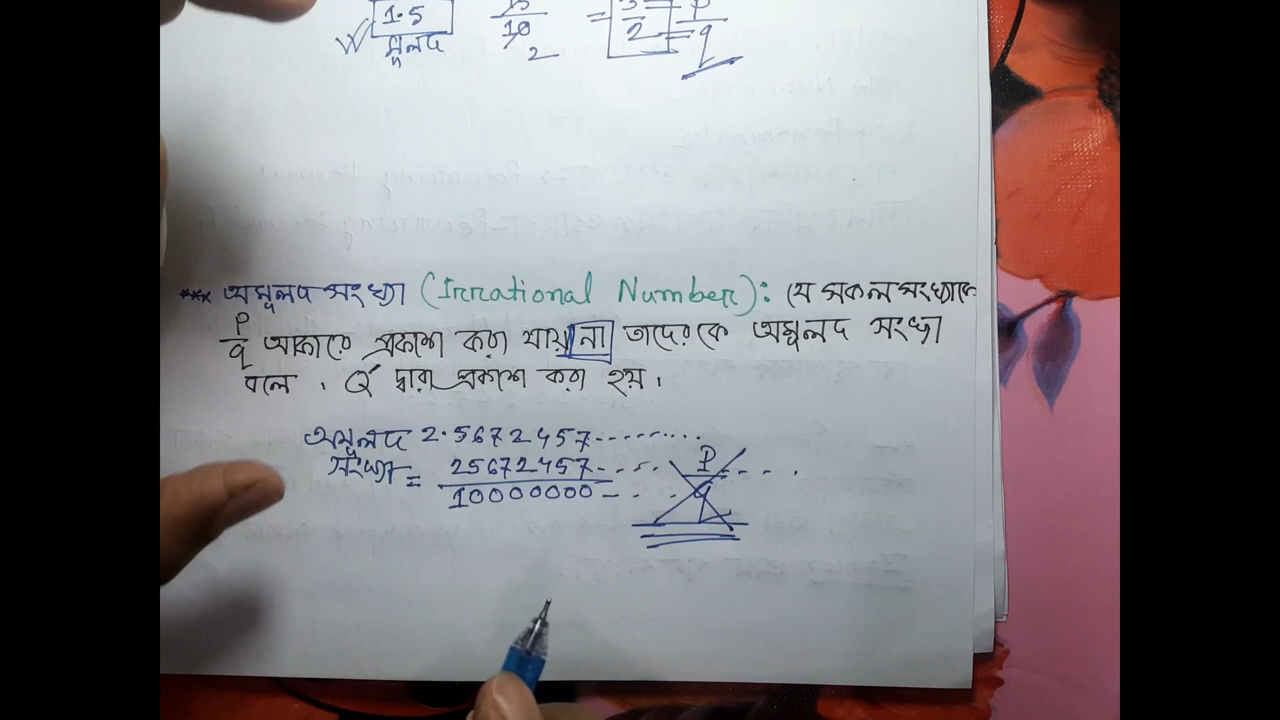 1.5 15/10 2 = 3/2 = p/q
মূলদ
*** অমূলদ সংখ্যা (Irrational Number): যে সকল সংখ্যাকে
p/q আকারে প্রকাশ করা যায় না তাদেরকে অমূলদ সংখ্যা
বলে । Q' দ্বারা প্রকাশ করা হয় ।
অমূলদ 2.5672457---------
সংখ্যা = 25672457-.../10000000-... p/q - - - .